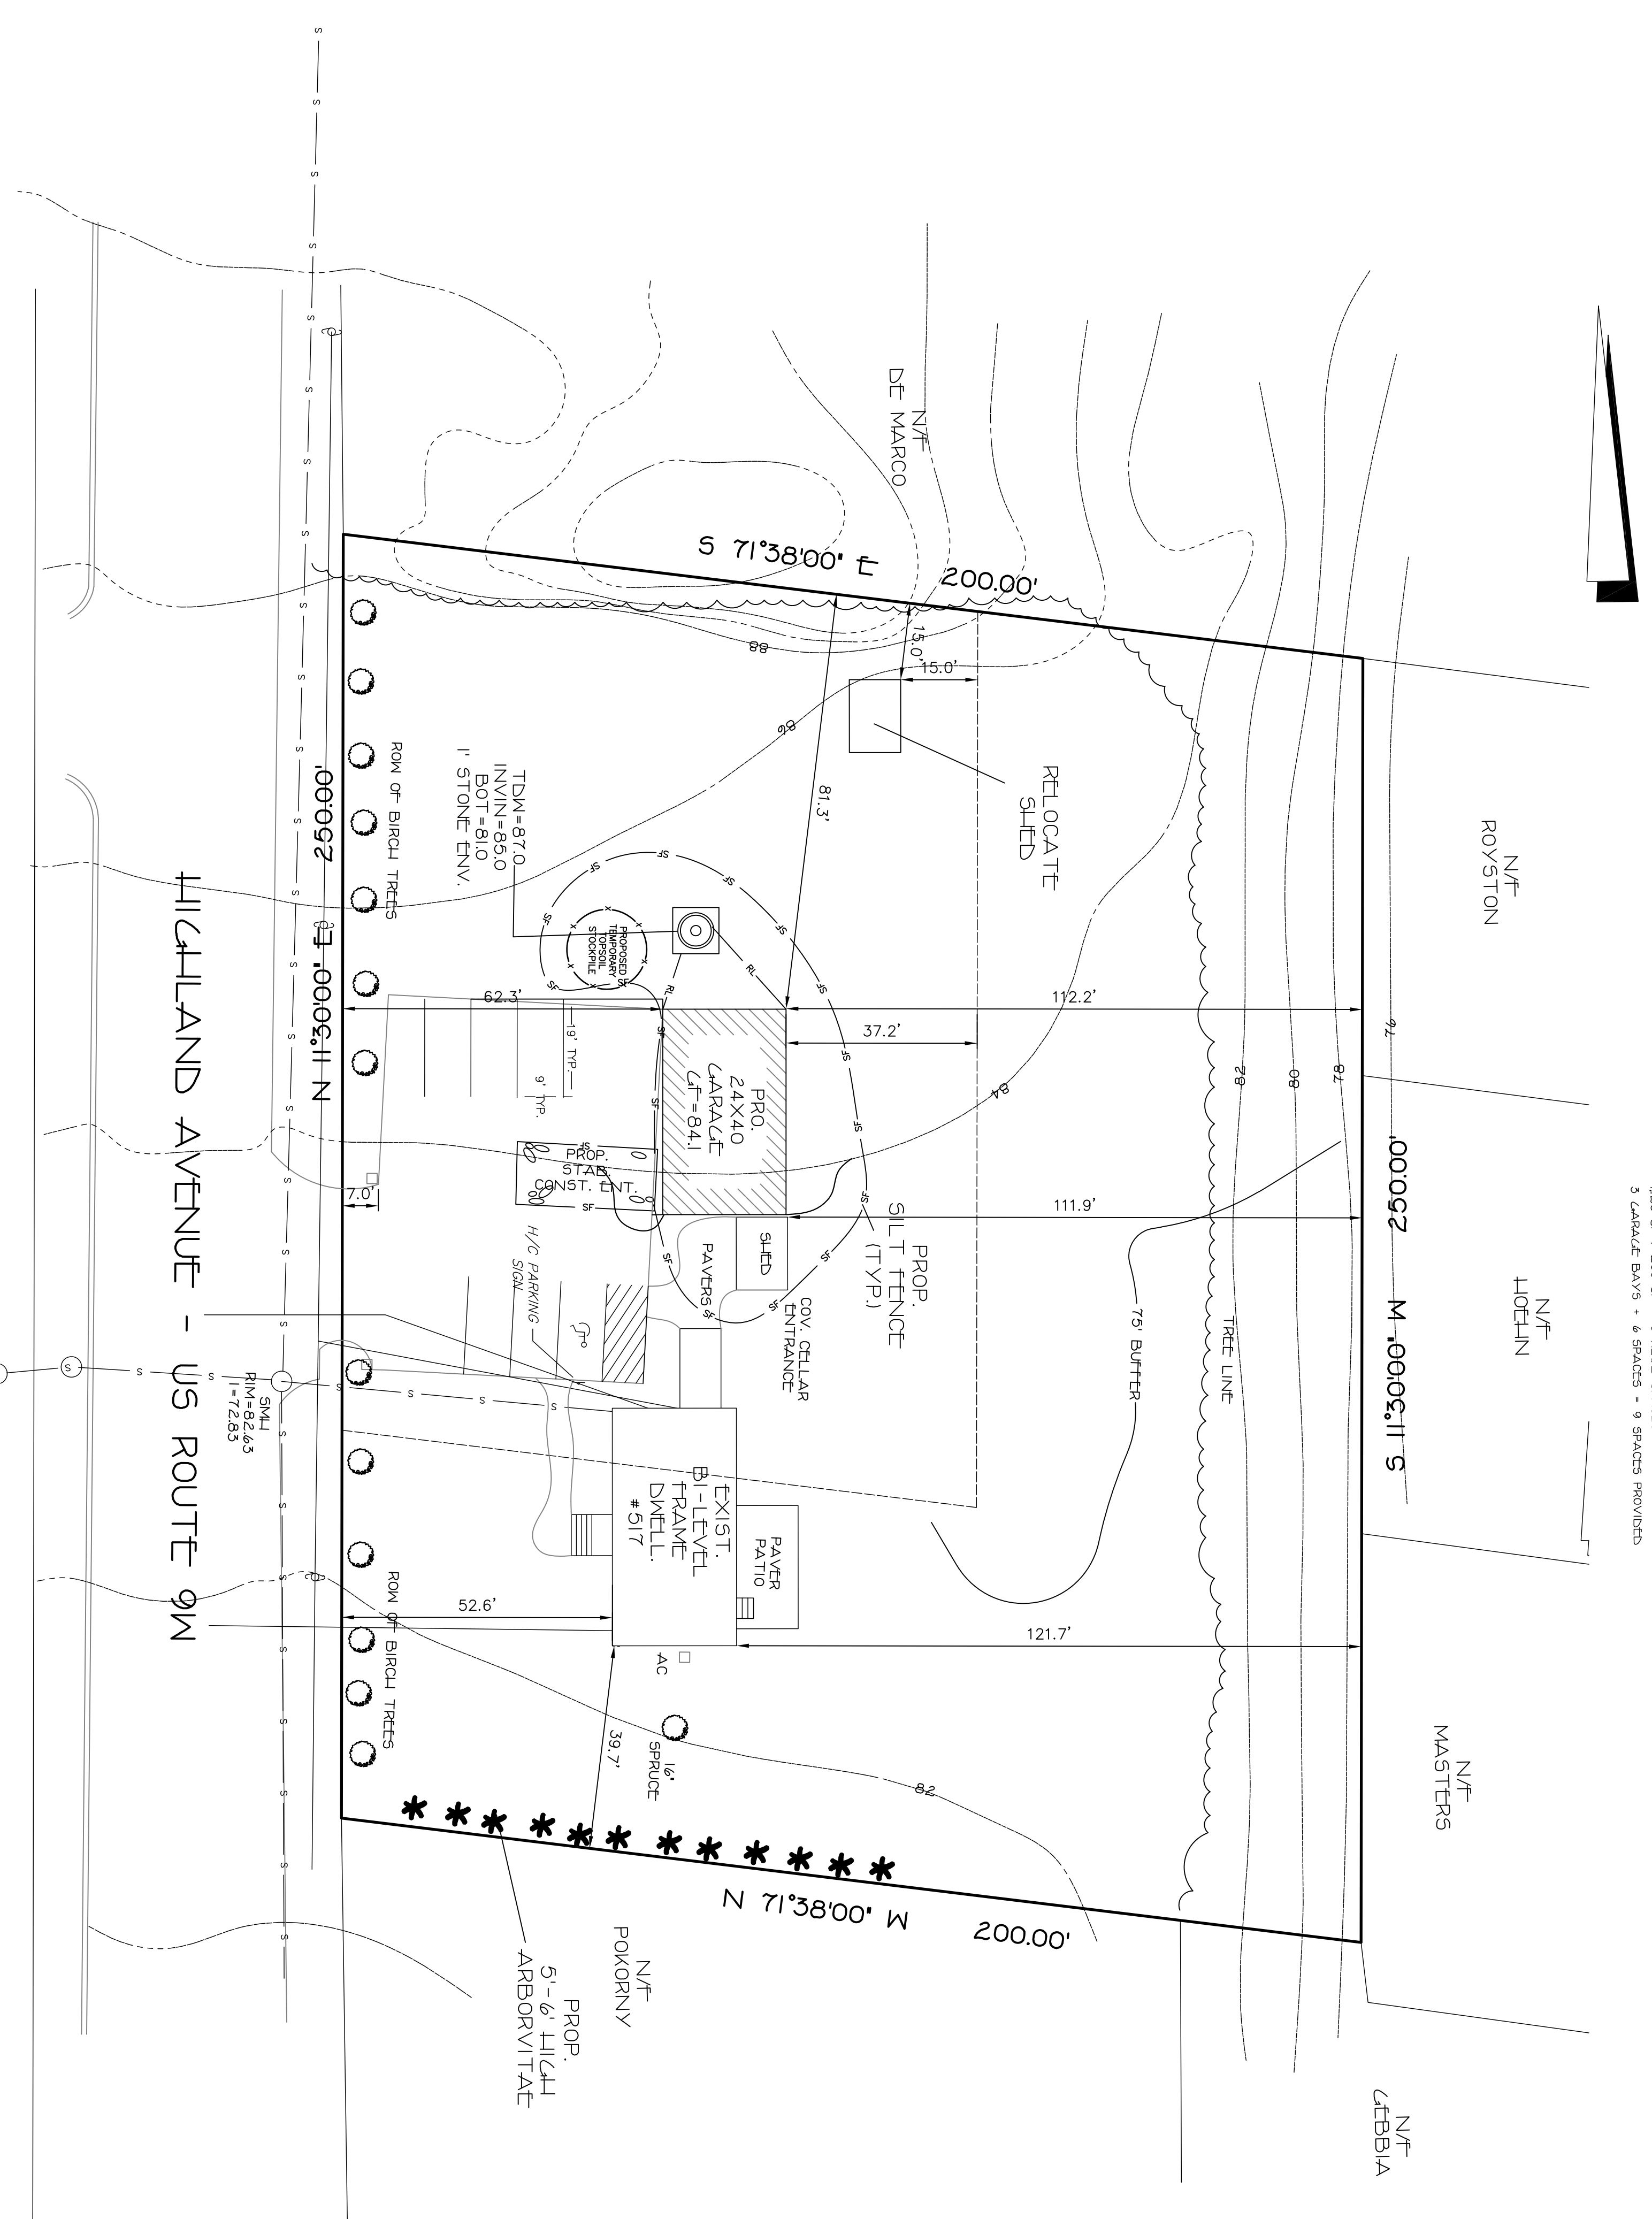 N/F
DE MARCO
S 71°38'00" E 200.00'
15.0'
15.0'
88
86
81.3'
RELOCATE
SHED
N/F
ROYSTON
ROW OF BIRCH TREES
TDW=87.0
INVIN=85.0
BOT=81.0
1' STONE ENV.
N 11°30'00" E 250.00'
HIGHLAND AVENUE - US ROUTE 9W
PROPOSED
TEMPORARY
TOPSOIL
STOCKPILE
RL
RL
62.3'
112.2'
37.2'
19' TYP.
9' TYP.
PRO.
24X40
GARAGE
GF=84.1
84
82
80
78
76
PROP.
STAB.
CONST. ENT.
7.0'
111.9'
S 11°30'00" W 250.00'
3 GARAGE BAYS + 6 SPACES = 9 SPACES PROVIDED
N/F
HOEHN
H/C PARKING
SIGN
PAVERS
SHED
PROP.
SILT FENCE
(TYP.)
COV. CELLAR
ENTRANCE
75' BUFFER
TREE LINE
SMH
RIM=82.63
I=72.83
EXIST.
BI-LEVEL
FRAME
DWELL.
#517
PAVER
PATIO
52.6'
121.7'
ROW OF BIRCH TREES
AC
39.7'
16"
SPRUCE
82
N/F
MASTERS
N 71°38'00" W 200.00'
N/F
POKORNY
PROP.
5'-6' HIGH
ARBORVITAE
N/F
GEBBIA
S
SF